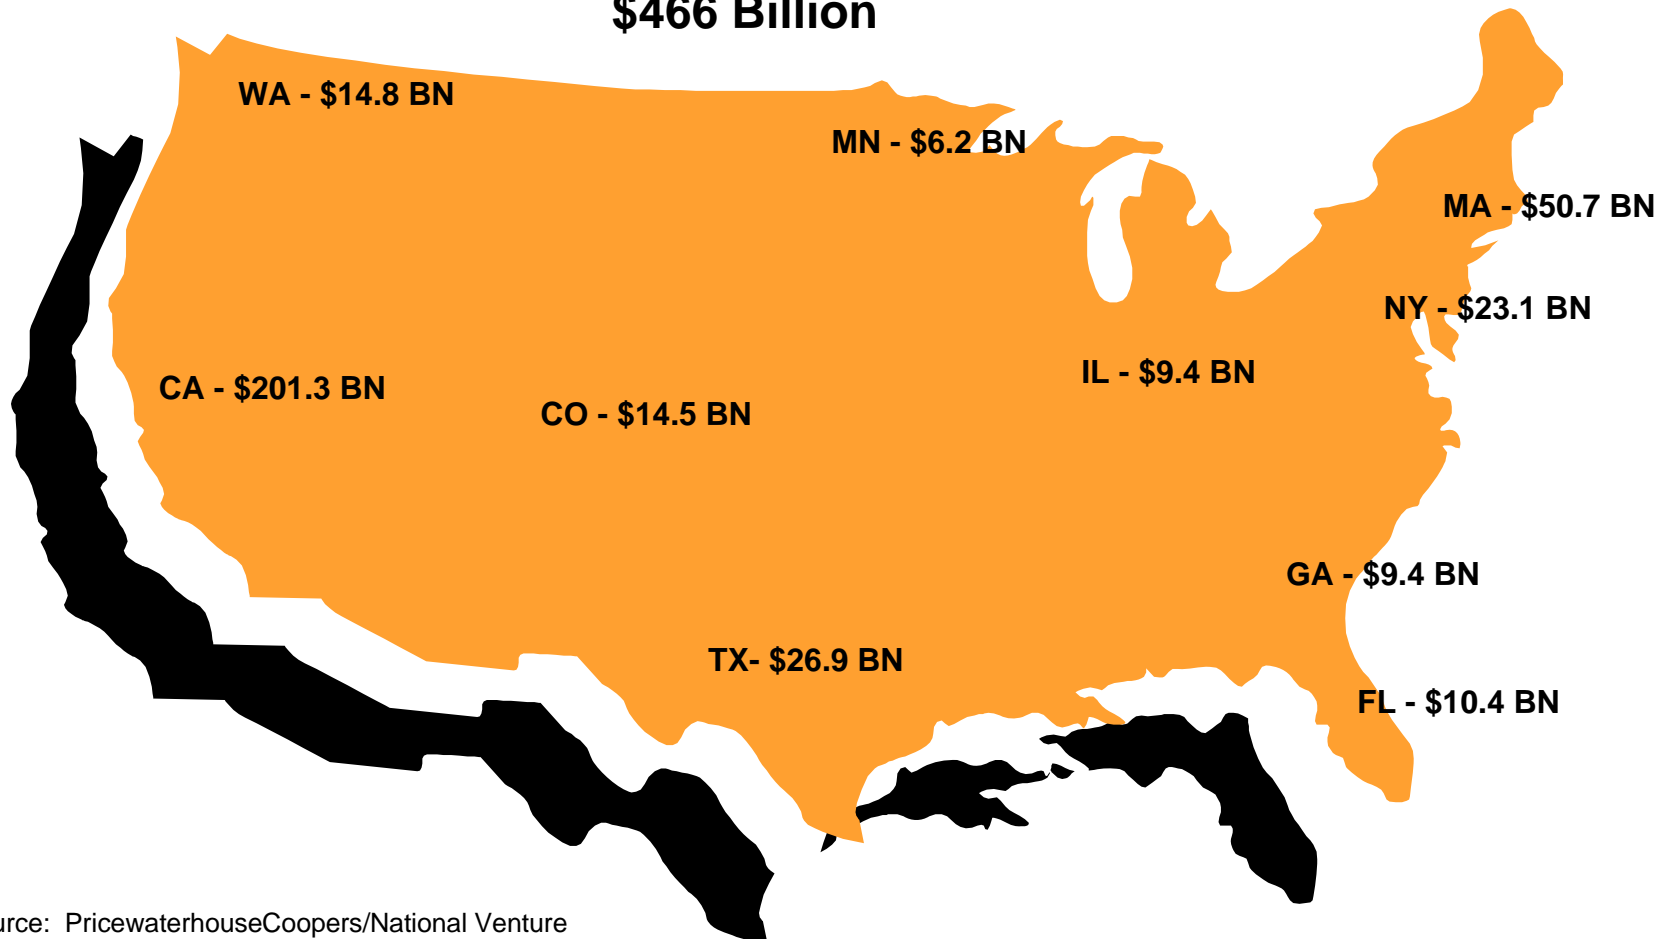 $466 Billion
WA - $14.8 BN
MN - $6.2 BN
MA - $50.7 BN
NY - $23.1 BN
IL - $9.4 BN
CA - $201.3 BN
CO - $14.5 BN
GA - $9.4 BN
TX- $26.9 BN
FL - $10.4 BN
PricewaterhouseCoopers/National Venture